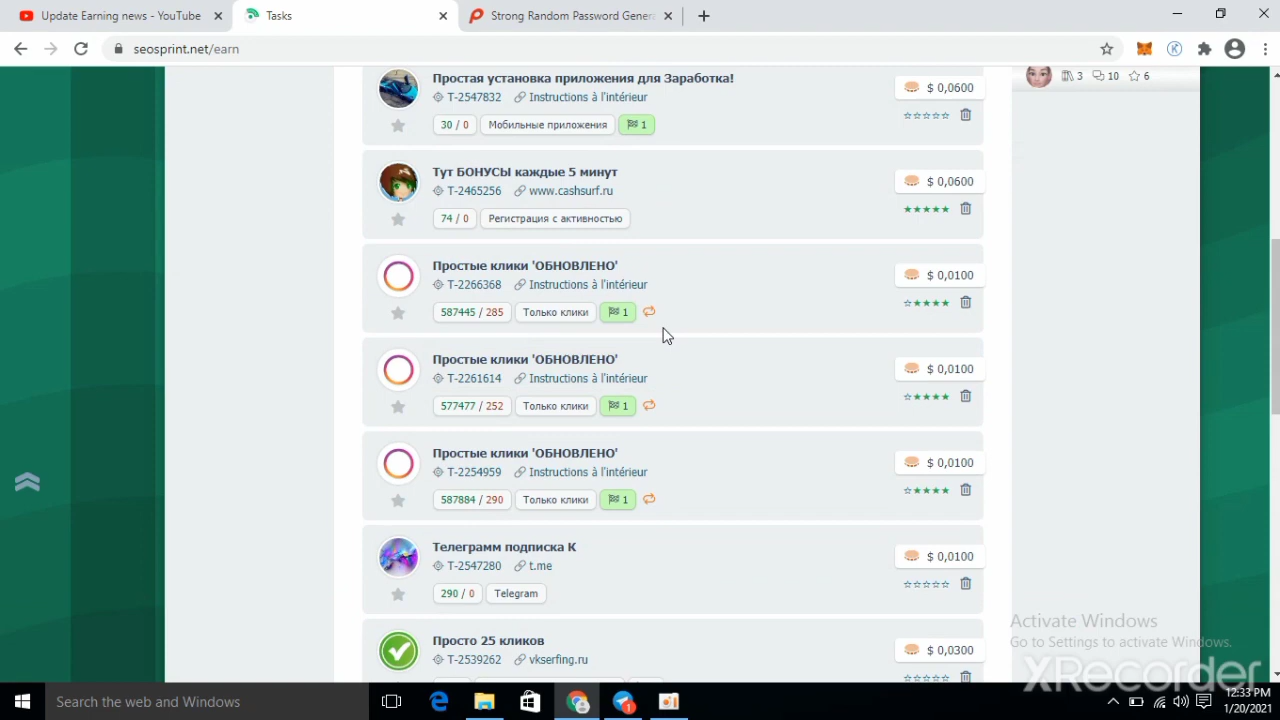 Update Earning news - YouTube
Tasks
Strong Random Password Genera
seosprint.net/earn
Простая установка приложения для Заработка!
T-2547832 Instructions à l'intérieur
30 / 0 Мобильные приложения 1
$ 0,0600
3 10 6
Тут БОНУСЫ каждые 5 минут
T-2465256 www.cashsurf.ru
74 / 0 Регистрация с активностью
$ 0,0600
Простые клики 'ОБНОВЛЕНО'
T-2266368 Instructions à l'intérieur
587445 / 285 Только клики 1
$ 0,0100
Простые клики 'ОБНОВЛЕНО'
T-2261614 Instructions à l'intérieur
577477 / 252 Только клики 1
$ 0,0100
Простые клики 'ОБНОВЛЕНО'
T-2254959 Instructions à l'intérieur
587884 / 290 Только клики 1
$ 0,0100
Телеграмм подписка К
T-2547280 t.me
290 / 0 Telegram
$ 0,0100
Просто 25 кликов
T-2539262 vkserfing.ru
$ 0,0300
Activate Windows
Go to Settings to activate Windows.
XRecorder
Search the web and Windows
12:33 PM
1/20/2021